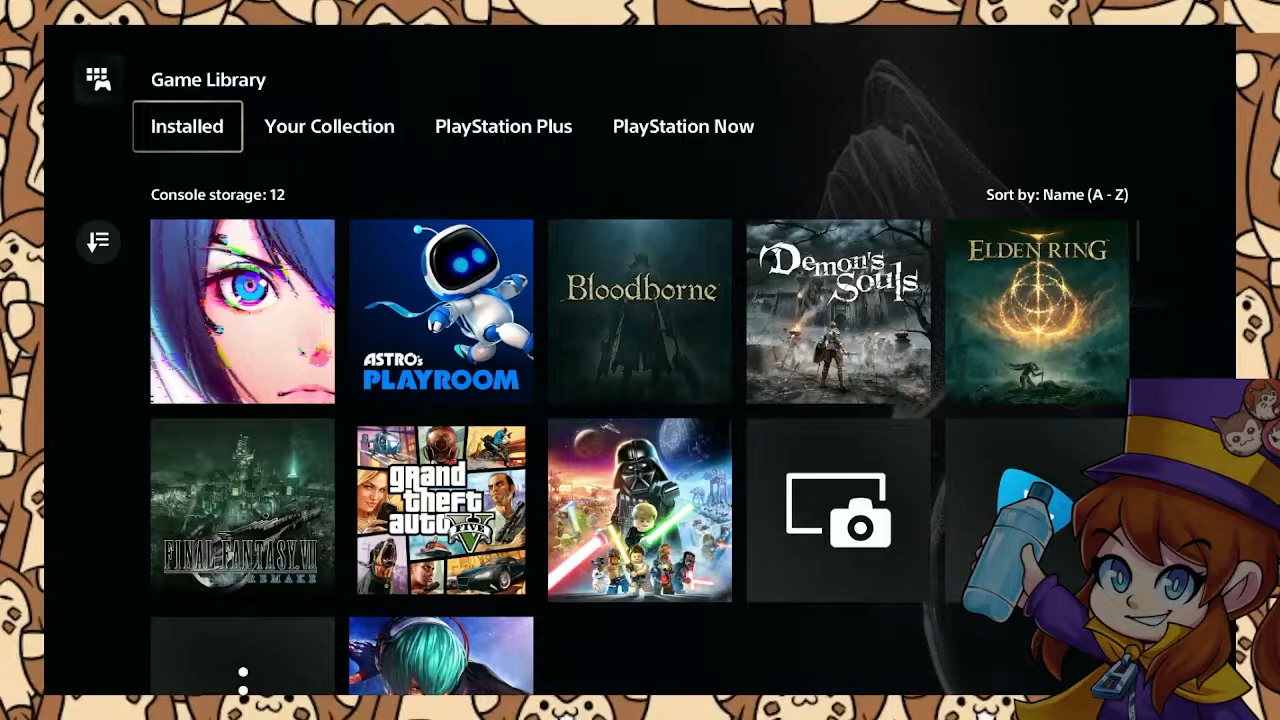 Game Library
Installed
Your Collection
PlayStation Plus
PlayStation Now
Console storage: 12
Sort by: Name (A - Z)
ASTRO's
PLAYROOM
Bloodborne
Demon's
Souls
ELDEN RING
FINAL FANTASY VII
REMAKE
grand
theft
auto
FIVE
V